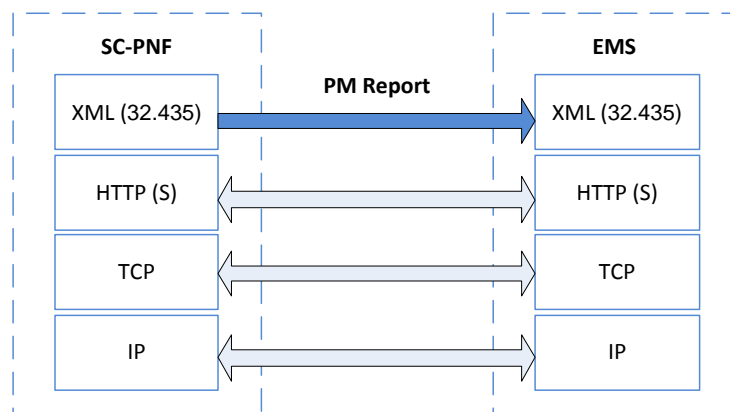 SC-PNF
EMS
PM Report
XML (32.435)
XML (32.435)
HTTP (S)
HTTP (S)
TCP
TCP
IP
IP